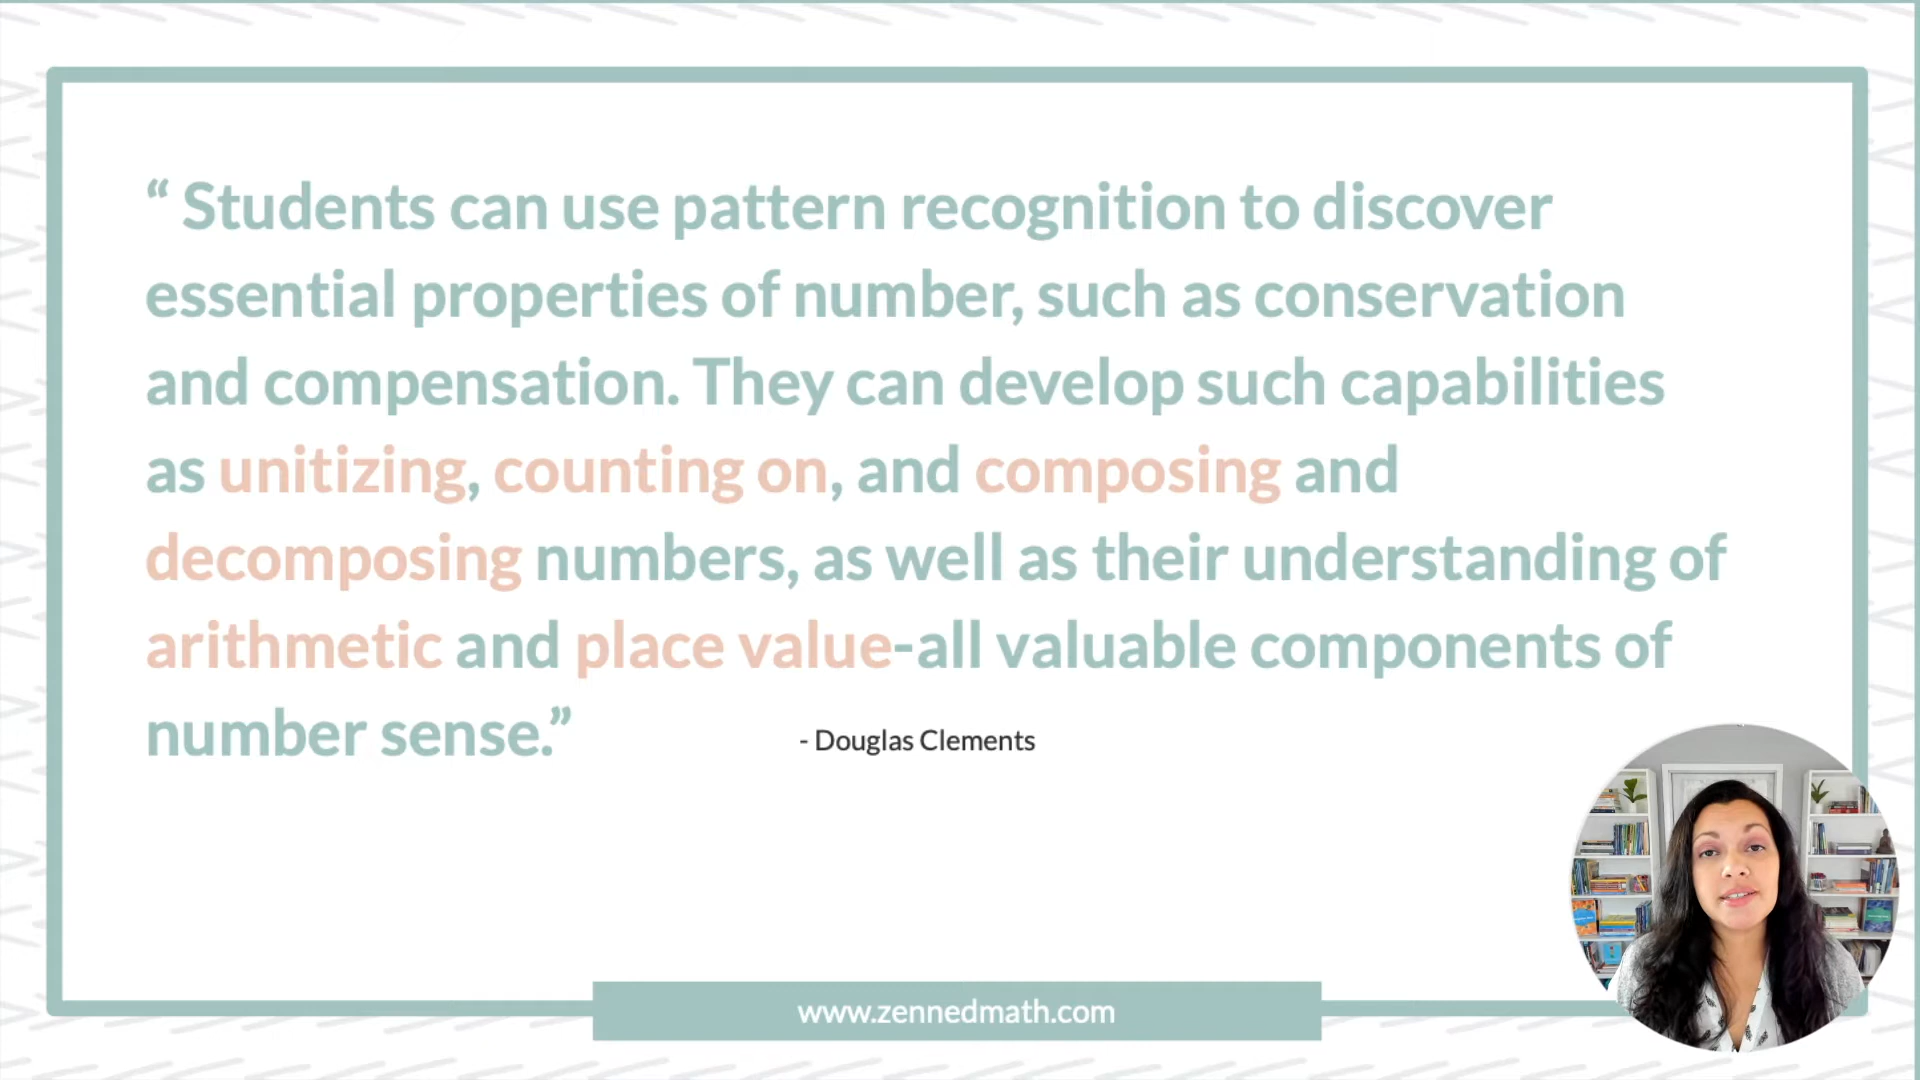 “ Students can use pattern recognition to discover
essential properties of number, such as conservation
and compensation. They can develop such capabilities
as unitizing, counting on, and composing and
decomposing numbers, as well as their understanding of
arithmetic and place value-all valuable components of
number sense.”
- Douglas Clements
www.zennedmath.com